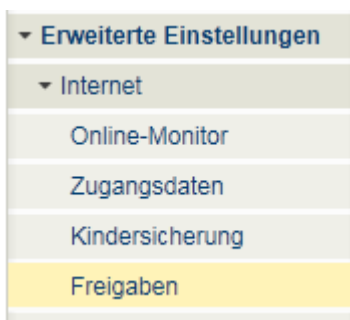 Erweiterte Einstellungen
Internet
Online-Monitor
Zugangsdaten
Kindersicherung
Freigaben